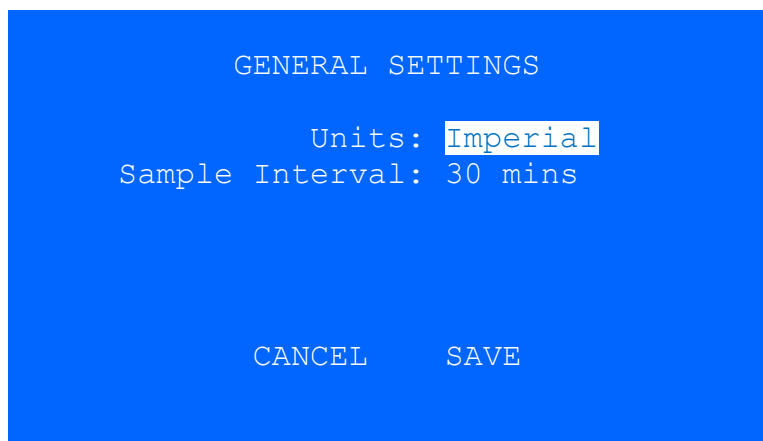 GENERAL SETTINGS
Units: Imperial
Sample Interval: 30 mins
CANCEL SAVE